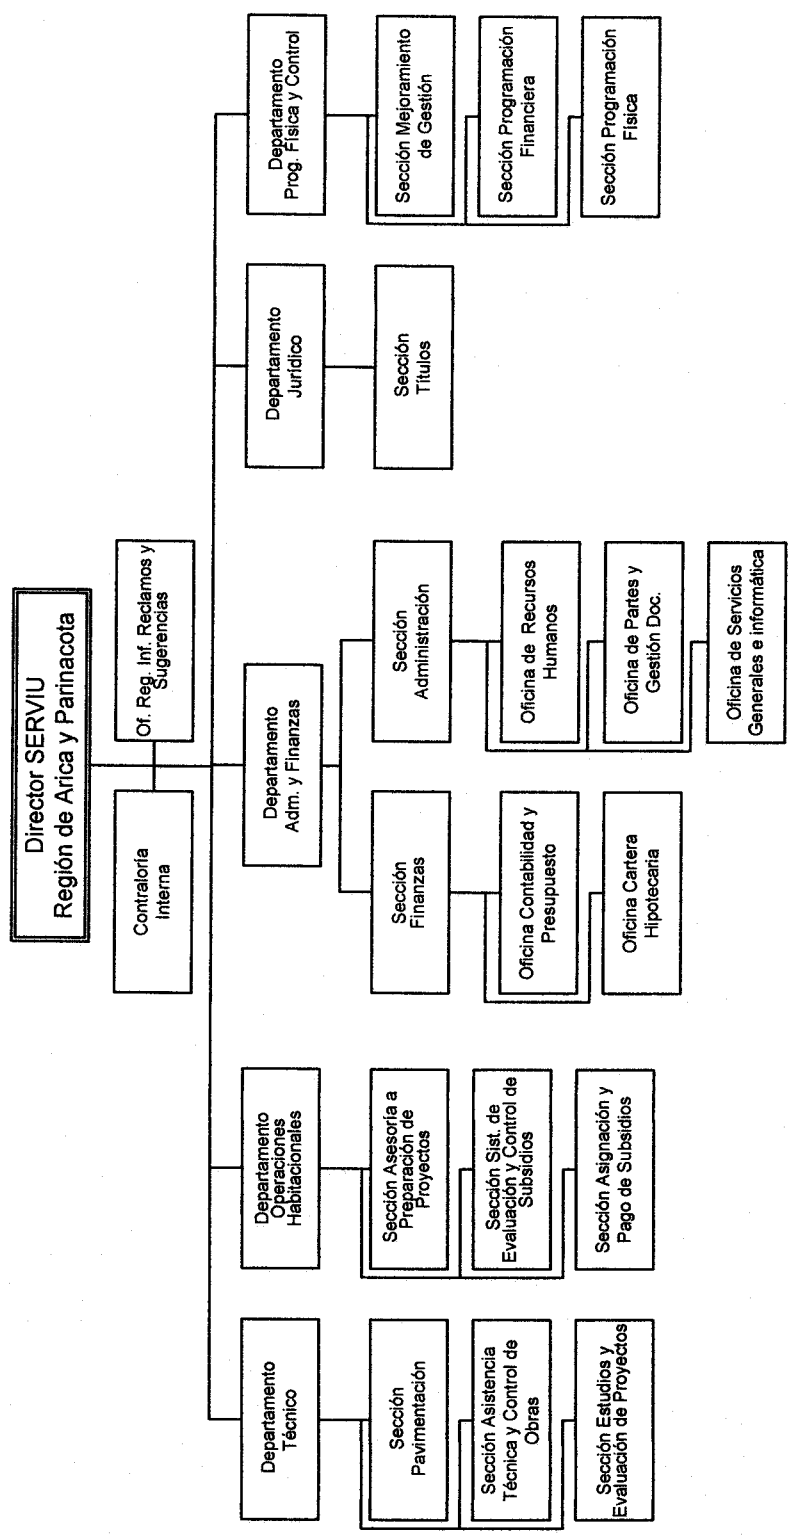 Director SERVIU
Región de Arica y Parinacota
Contraloría
Interna
Of. Reg. Inf. Reclamos y
Sugerencias
Departamento
Técnico
Departamento
Operaciones
Habitacionales
Departamento
Adm. y Finanzas
Departamento
Jurídico
Departamento
Prog. Física y Control
Sección
Pavimentación
Sección Asistencia
Técnica y Control de
Obras
Sección Estudios y
Evaluación de Proyectos
Sección Asesoría a
Preparación de
Proyectos
Sección Sist. de
Evaluación y Control de
Subsidios
Sección Asignación y
Pago de Subsidios
Sección
Finanzas
Oficina Contabilidad y
Presupuesto
Oficina Cartera
Hipotecaria
Sección
Administración
Oficina de Recursos
Humanos
Oficina de Partes y
Gestión Doc.
Oficina de Servicios
Generales e informática
Sección
Títulos
Sección Mejoramiento
de Gestión
Sección Programación
Financiera
Sección Programación
Física